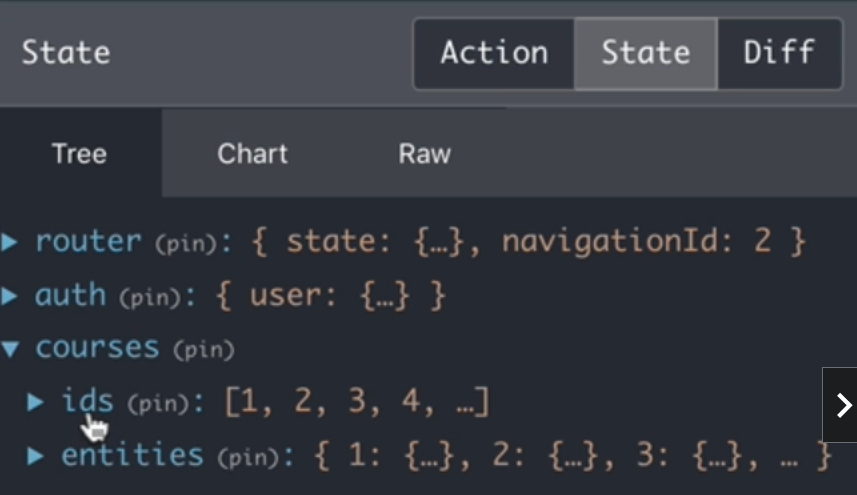 State Action State Diff
Tree Chart Raw
router (pin): { state: {…}, navigationId: 2 }
auth (pin): { user: {…} }
courses (pin)
ids (pin): [1, 2, 3, 4, …]
entities (pin): { 1: {…}, 2: {…}, 3: {…}, … }